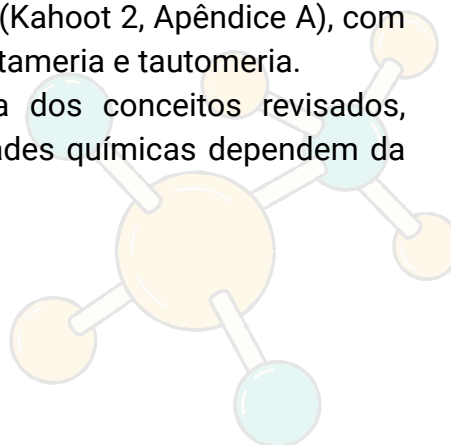 (Kahoot 2, Apêndice A), com
tameria e tautomeria.
a dos conceitos revisados,
ades químicas dependem da